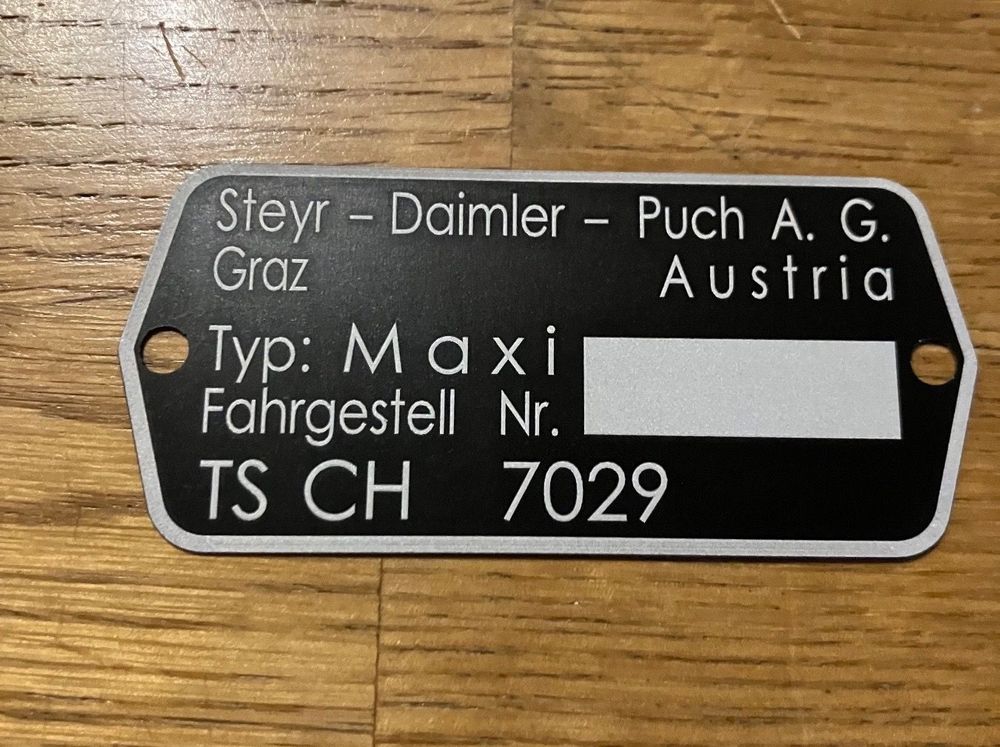 Steyr – Daimler – Puch A. G.
Graz Austria
Typ: Maxi
Fahrgestell Nr.
TS CH 7029